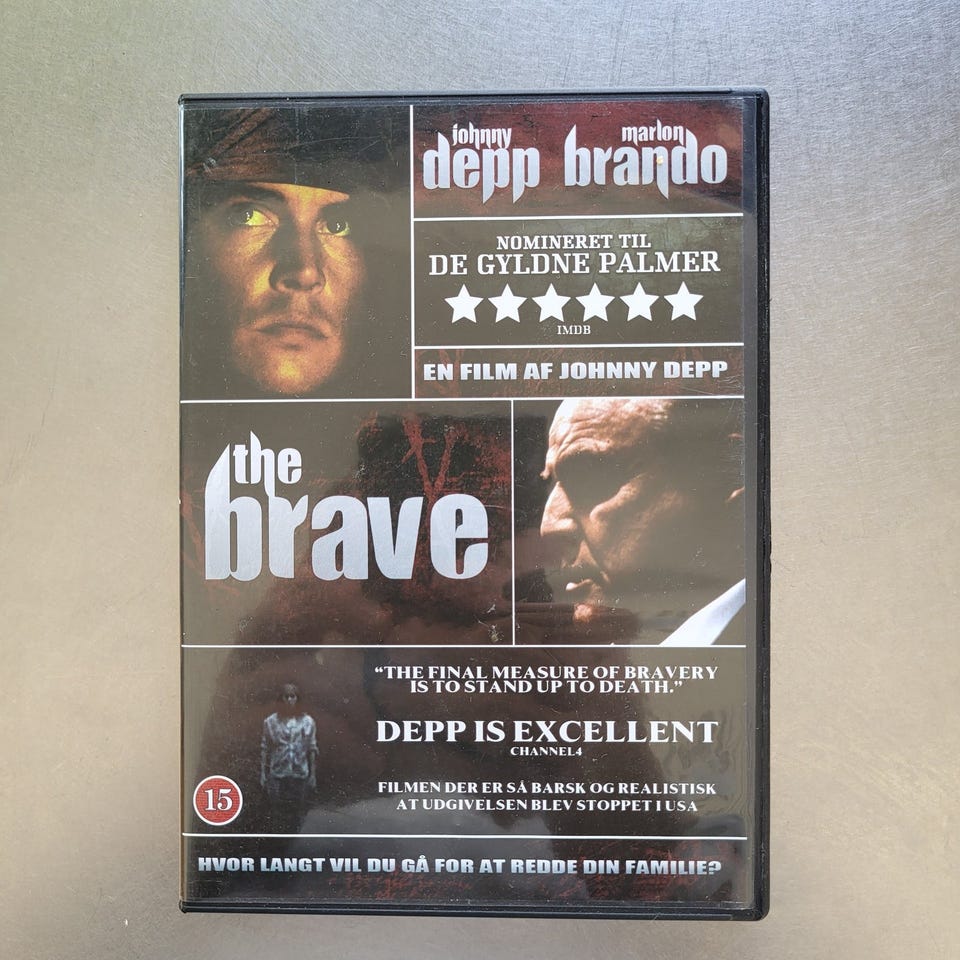 johnny marlon
depp brando
NOMINERET TIL
DE GYLDNE PALMER
IMDB
EN FILM AF JOHNNY DEPP
the
brave
“THE FINAL MEASURE OF BRAVERY
IS TO STAND UP TO DEATH.”
DEPP IS EXCELLENT
CHANNEL4
FILMEN DER ER SÅ BARSK OG REALISTISK
AT UDGIVELSEN BLEV STOPPET I USA
15
HVOR LANGT VIL DU GÅ FOR AT REDDE DIN FAMILIE?